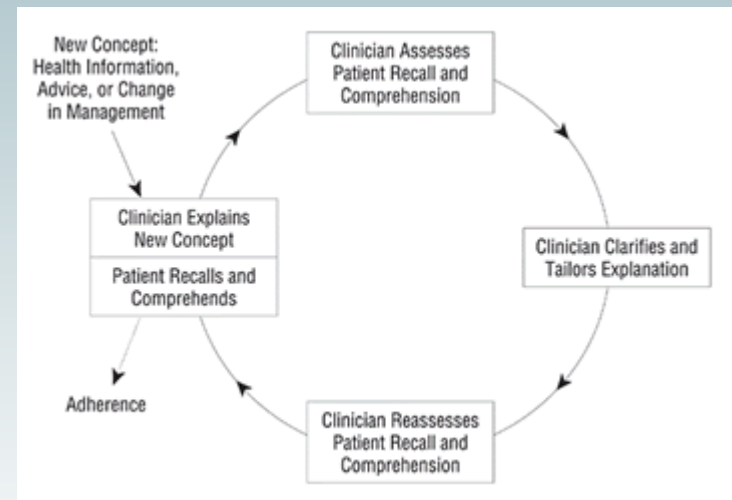 New Concept:
Health Information,
Advice, or Change
in Management
Clinician Assesses
Patient Recall and
Comprehension
Clinician Explains
New Concept
Patient Recalls and
Comprehends
Clinician Clarifies and
Tailors Explanation
Adherence
Clinician Reassesses
Patient Recall and
Comprehension